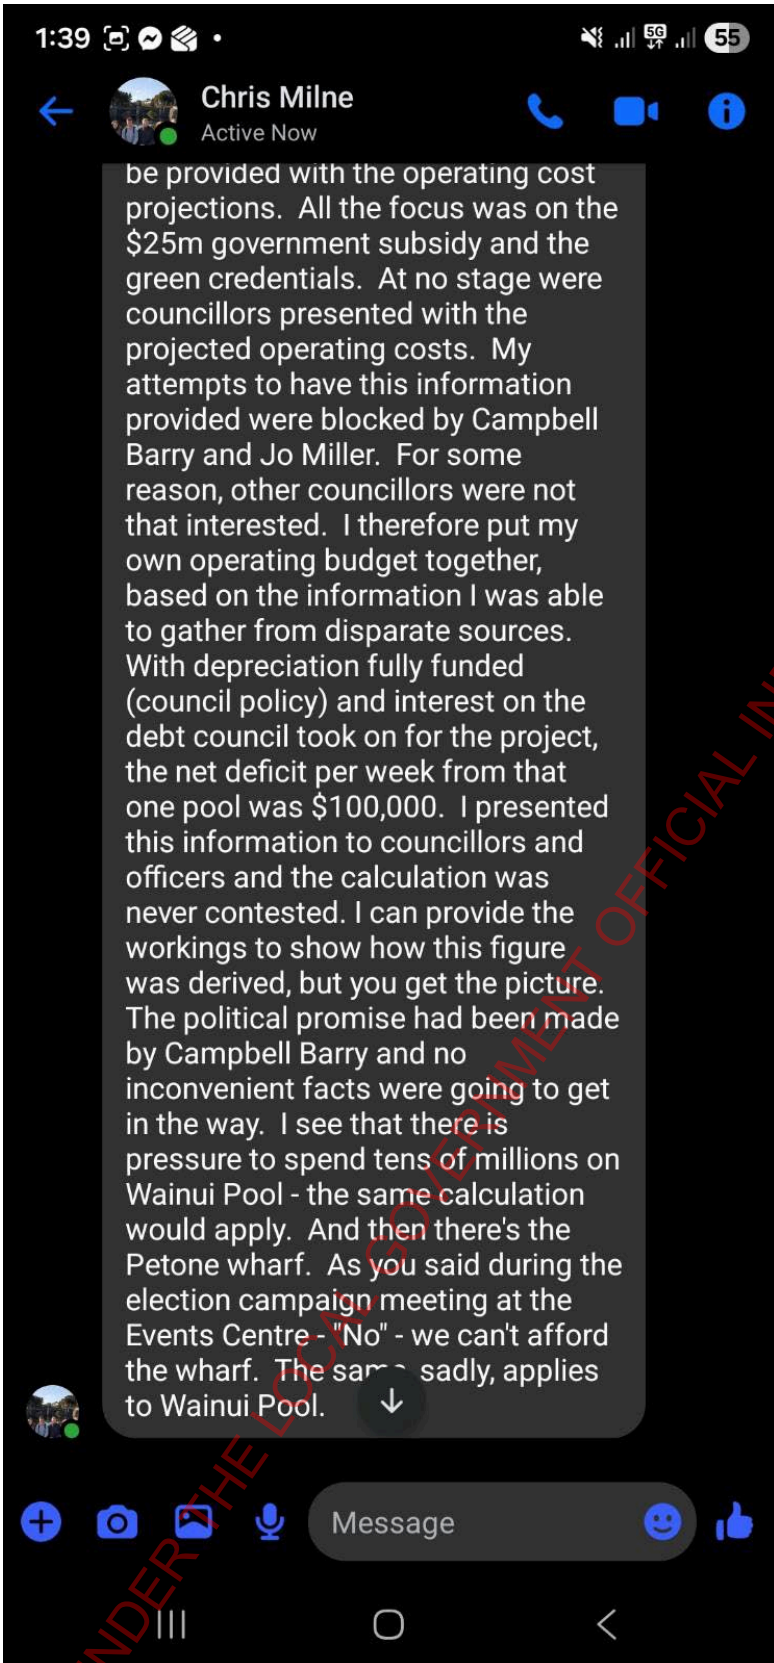 1:39
5G
55
Chris Milne
Active Now
be provided with the operating cost
projections.  All the focus was on the
$25m government subsidy and the
green credentials.  At no stage were
councillors presented with the
projected operating costs.  My
attempts to have this information
provided were blocked by Campbell
Barry and Jo Miller.  For some
reason, other councillors were not
that interested.  I therefore put my
own operating budget together,
based on the information I was able
to gather from disparate sources.
With depreciation fully funded
(council policy) and interest on the
debt council took on for the project,
the net deficit per week from that
one pool was $100,000.  I presented
this information to councillors and
officers and the calculation was
never contested. I can provide the
workings to show how this figure
was derived, but you get the picture.
The political promise had been made
by Campbell Barry and no
inconvenient facts were going to get
in the way.  I see that there is
pressure to spend tens of millions on
Wainui Pool - the same calculation
would apply.  And then there's the
Petone wharf.  As you said during the
election campaign meeting at the
Events Centre - "No" - we can't afford
the wharf.  The same, sadly, applies
to Wainui Pool.
Message
UNDER THE LOCAL GOVERNMENT OFFICIAL IN